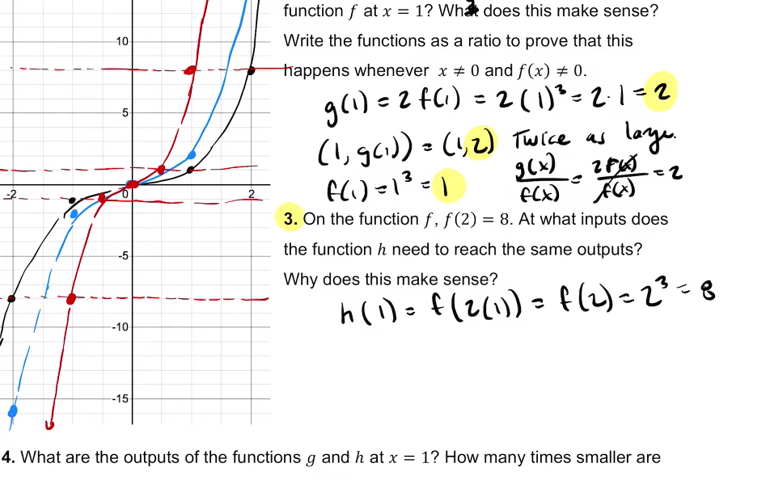 function f at x = 1? What does this make sense?
Write the functions as a ratio to prove that this
happens whenever x ≠ 0 and f(x) ≠ 0.
g(1) = 2f(1) = 2(1)³ = 2·1 = 2
(1, g(1)) = (1, 2) Twice as large.
f(1) = 1³ = 1
g(x)/f(x) = 2f(x)/f(x) = 2
3. On the function f, f(2) = 8. At what inputs does
the function h need to reach the same outputs?
Why does this make sense?
h(1) = f(2(1)) = f(2) = 2³ = 8
10
5
-2 0 2
-5
-10
-15
4. What are the outputs of the functions g and h at x = 1? How many times smaller are